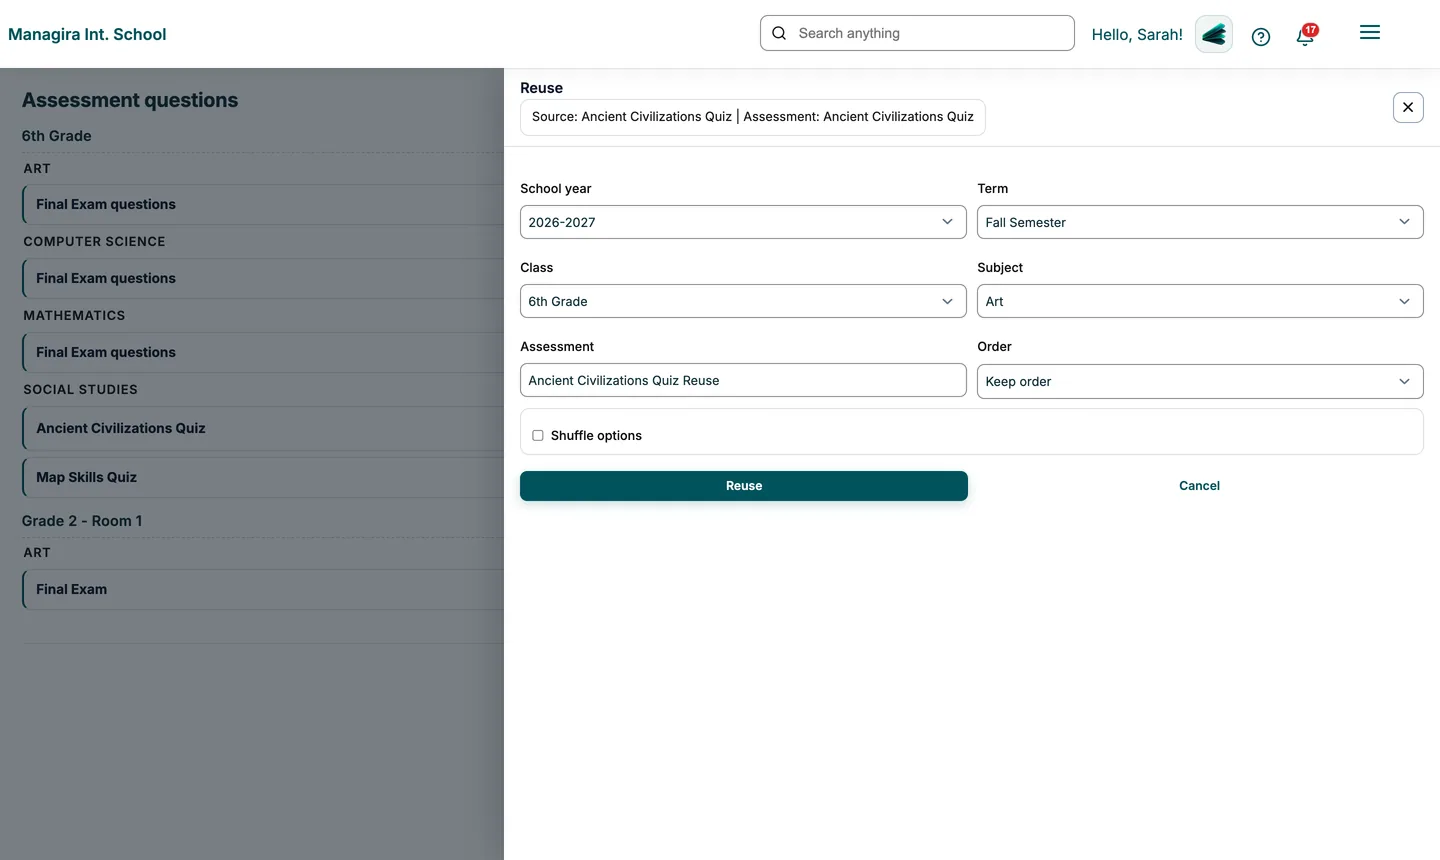 Managira Int. School
Search anything
Hello, Sarah!
17
Assessment questions
6th Grade
ART
Final Exam questions
COMPUTER SCIENCE
Final Exam questions
MATHEMATICS
Final Exam questions
SOCIAL STUDIES
Ancient Civilizations Quiz
Map Skills Quiz
Grade 2 - Room 1
ART
Final Exam
Reuse
Source: Ancient Civilizations Quiz | Assessment: Ancient Civilizations Quiz
School year
2026-2027
Term
Fall Semester
Class
6th Grade
Subject
Art
Assessment
Ancient Civilizations Quiz Reuse
Order
Keep order
Shuffle options
Reuse
Cancel